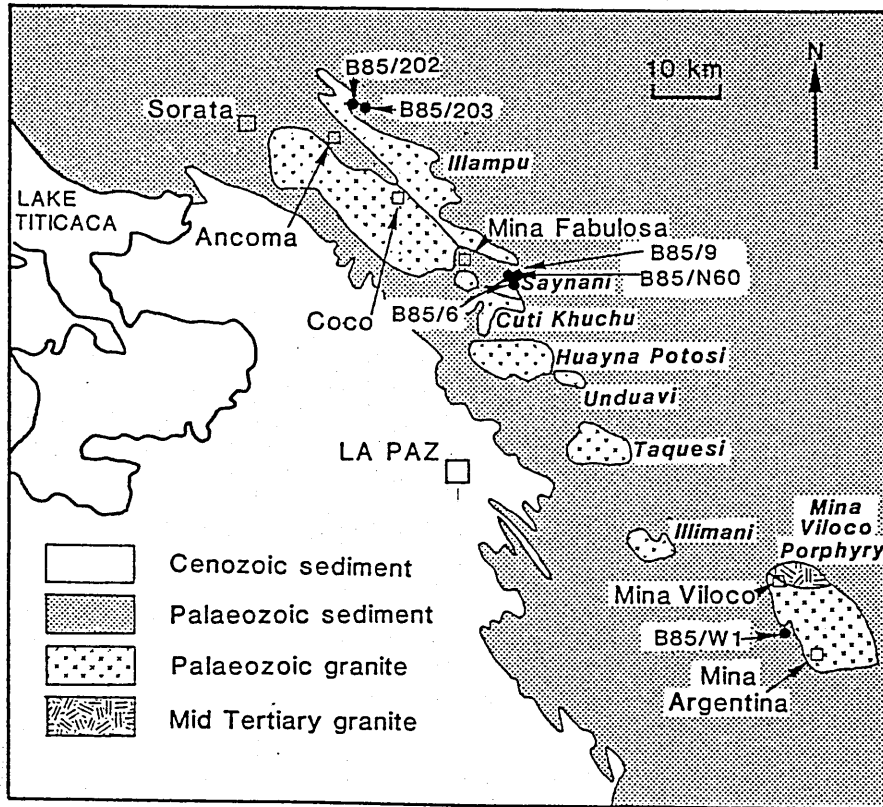 B85/202
N
10 km
B85/203
Sorata
Illampu
LAKE
TITICACA
Ancoma
Mina Fabulosa
B85/9
Saynani
B85/N60
Coco
B85/6
Cuti Khuchu
Huayna Potosi
Unduavi
LA PAZ
Taquesi
Mina
Viloco
Porphyry
Illimani
Mina Viloco
B85/W1
Mina
Argentina
Cenozoic sediment
Palaeozoic sediment
Palaeozoic granite
Mid Tertiary granite